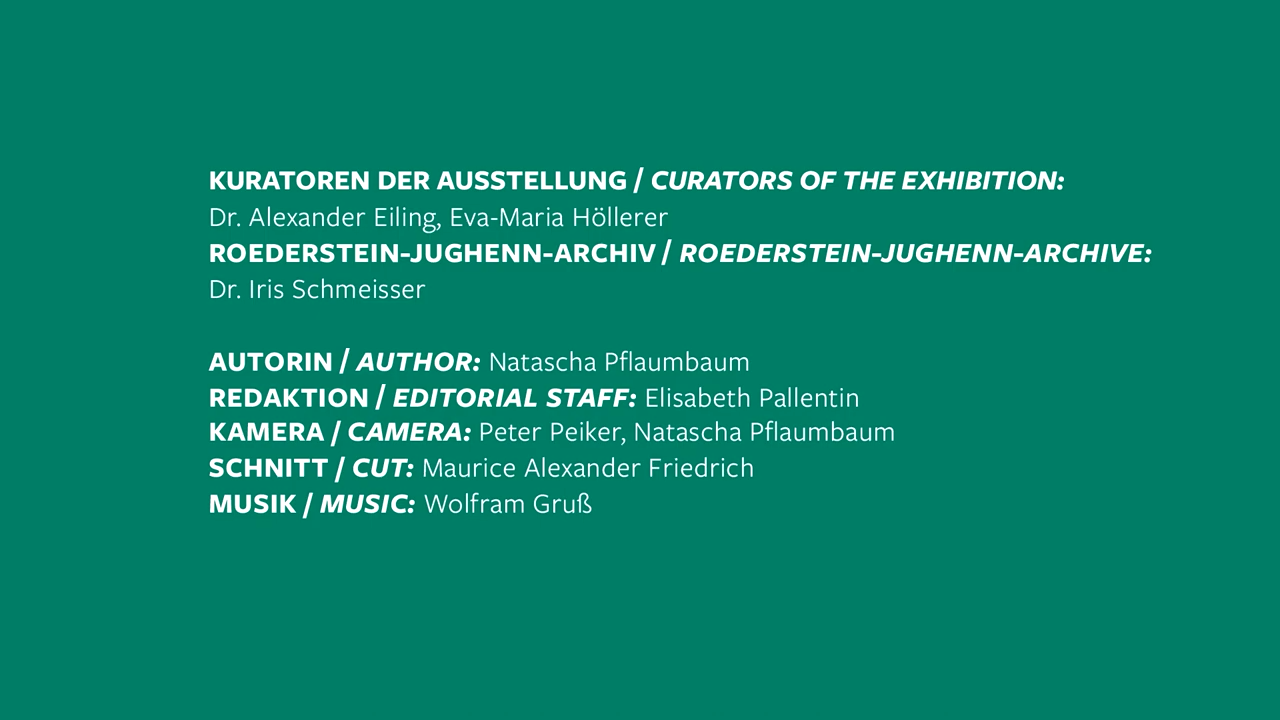 KURATOREN DER AUSSTELLUNG / CURATORS OF THE EXHIBITION:
Dr. Alexander Eiling, Eva-Maria Höllerer
ROEDERSTEIN-JUGHENN-ARCHIV / ROEDERSTEIN-JUGHENN-ARCHIVE:
Dr. Iris Schmeisser
AUTORIN / AUTHOR: Natascha Pflaumbaum
REDAKTION / EDITORIAL STAFF: Elisabeth Pallentin
KAMERA / CAMERA: Peter Peiker, Natascha Pflaumbaum
SCHNITT / CUT: Maurice Alexander Friedrich
MUSIK / MUSIC: Wolfram Gruß